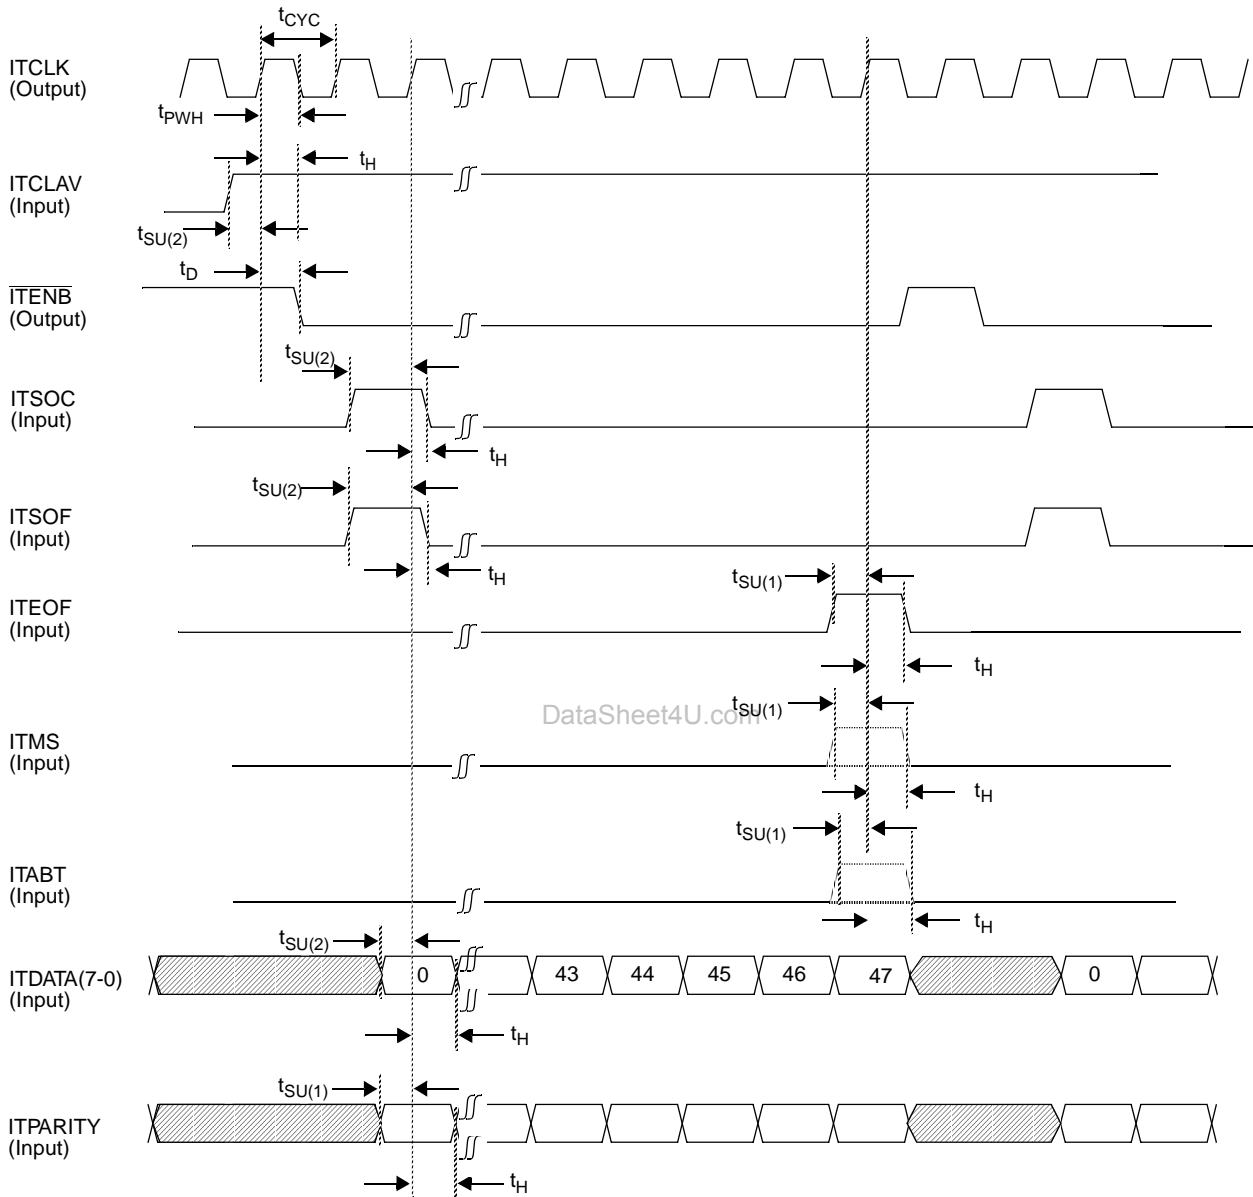 tCYC
ITCLK
(Output)
tPWH
tH
ITCLAV
(Input)
tSU(2)
tD
ITENB
(Output)
tSU(2)
ITSOC
(Input)
tH
tSU(2)
ITSOF
(Input)
tH
tSU(1)
ITEOF
(Input)
tH
tSU(1)
DataSheet4U.com
ITMS
(Input)
tH
tSU(1)
ITABT
(Input)
tH
tSU(2)
ITDATA(7-0) 0 43 44 45 46 47 0
(Input)
tH
tSU(1)
ITPARITY
(Input)
tH